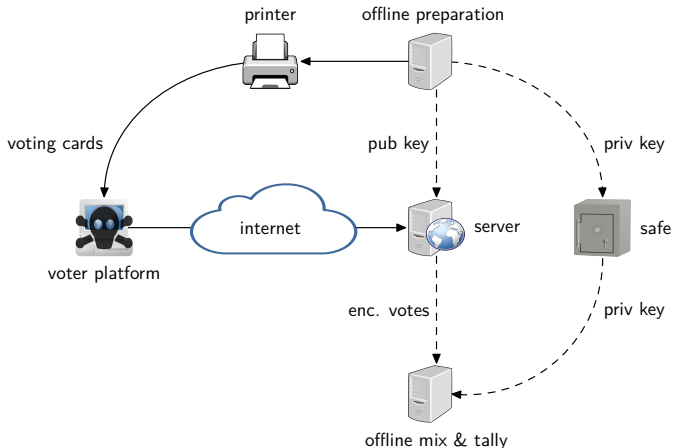 printer
offline preparation
voting cards
pub key
priv key
internet
server
safe
voter platform
enc. votes
priv key
offline mix & tally